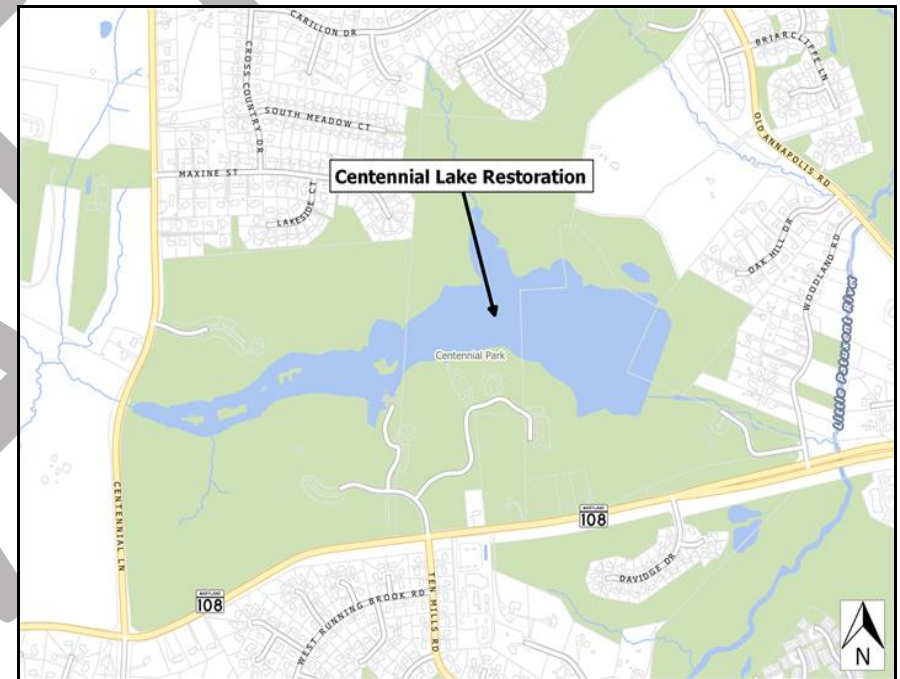 CARILLON DR
CROSS COUNTRY DR
BRIARCLIFFE LN
SOUTH MEADOW CT
OLD ANNAPOLIS RD
MAXINE ST
Centennial Lake Restoration
LAKESIDE CT
OAK HILL DR
WOODLAND RD
Little Patuxent River
Centennial Park
CENTENNIAL LN
MARYLAND
108
DAVIDGE DR
MARYLAND
108
WEST RUNNING BROOK RD
TEN MILLS RD
N